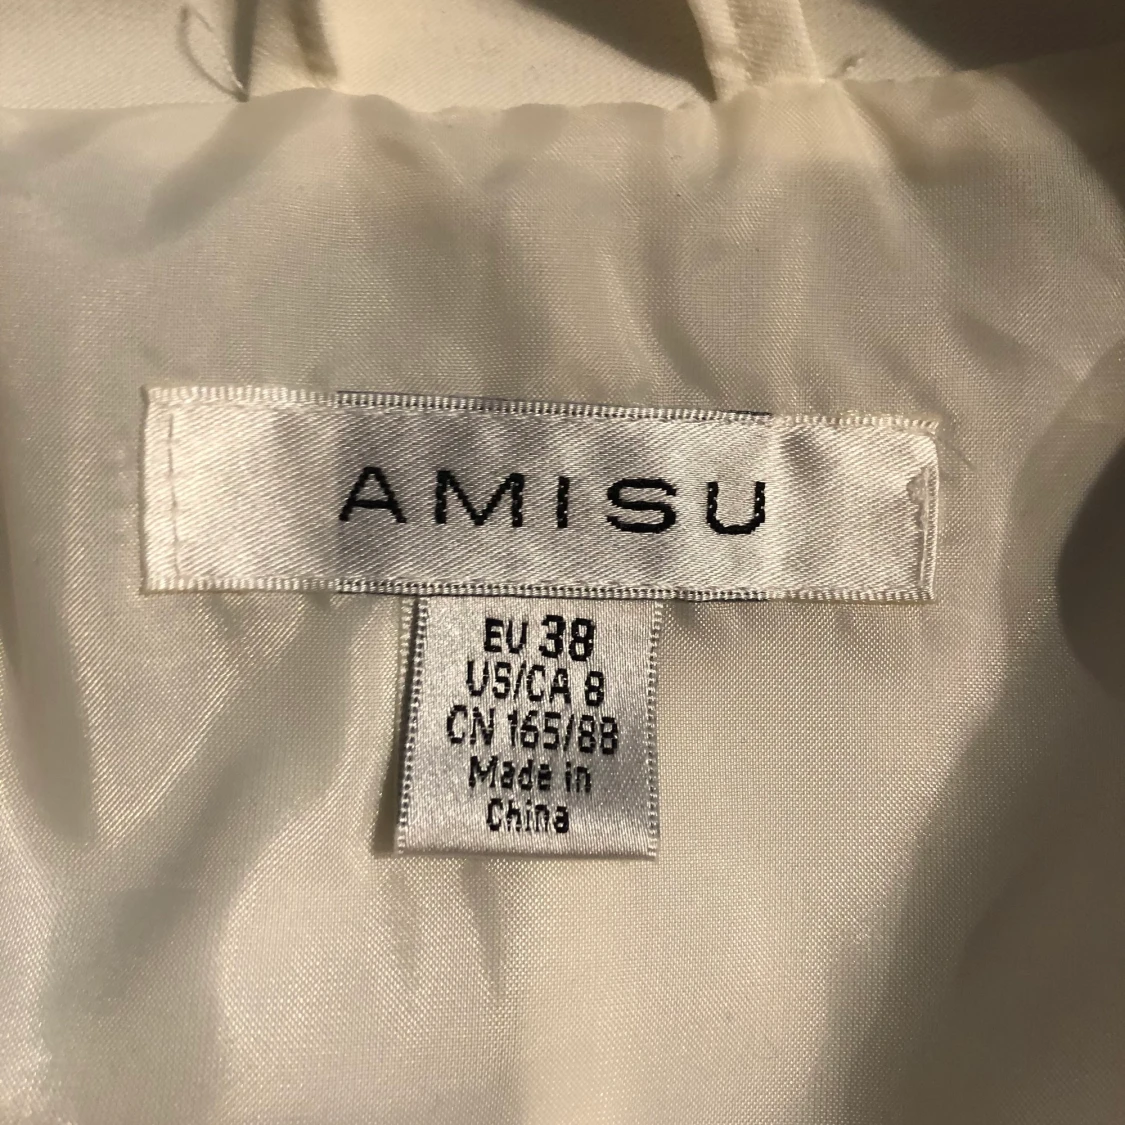 AMISU
EU 38
US/CA 8
CN 165/88
Made in
China